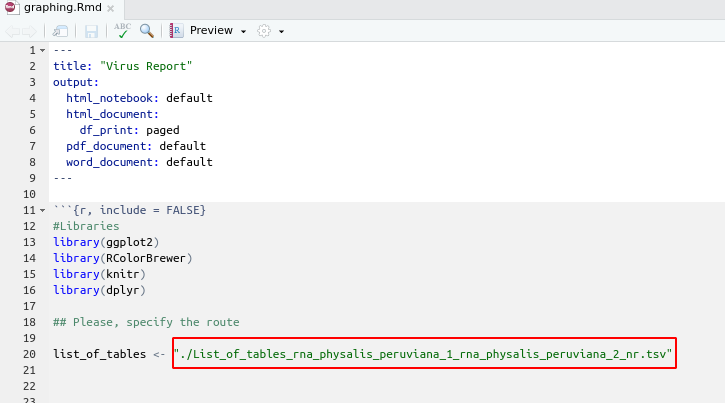 graphing.Rmd
ABC
Preview
1 ---
2 title: "Virus Report"
3 output:
4   html_notebook: default
5   html_document:
6     df_print: paged
7   pdf_document: default
8   word_document: default
9 ---
10
11 ```{r, include = FALSE}
12 #Libraries
13 library(ggplot2)
14 library(RColorBrewer)
15 library(knitr)
16 library(dplyr)
17
18 ## Please, specify the route
19
20 list_of_tables <- "./List_of_tables_rna_physalis_peruviana_1_rna_physalis_peruviana_2_nr.tsv"
21
22
23